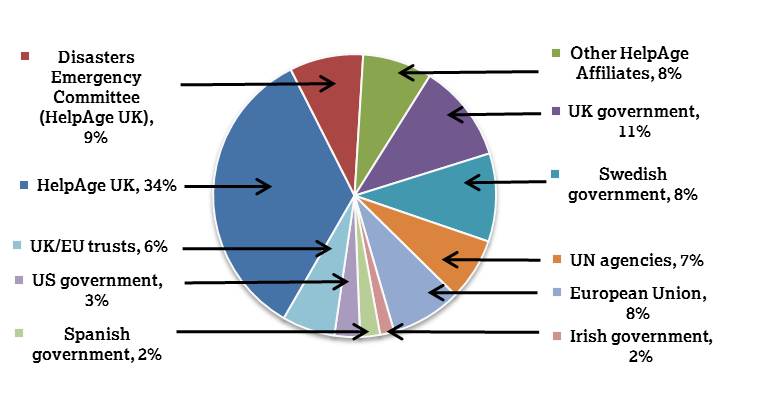 Disasters
Emergency
Committee
(HelpAge UK),
9%
HelpAge UK, 34%
UK/EU trusts, 6%
US government,
3%
Spanish
government, 2%
Other HelpAge
Affiliates, 8%
UK government,
11%
Swedish
government, 8%
UN agencies, 7%
European Union,
8%
Irish government,
2%